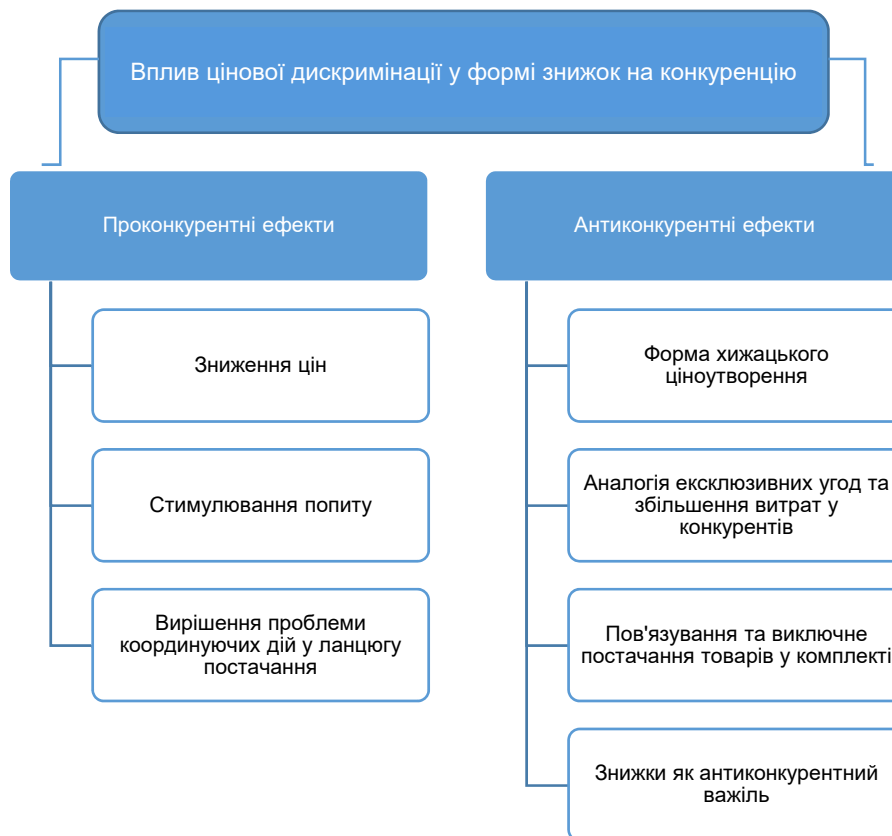 Вплив цінової дискримінації у формі знижок на конкуренцію
Проконкурентні ефекти
Зниження цін
Стимулювання попиту
Вирішення проблеми
координуючих дій у ланцюгу
постачання
Антиконкурентні ефекти
Форма хижацького
ціноутворення
Аналогія ексклюзивних угод та
збільшення витрат у
конкурентів
Пов'язування та виключне
постачання товарів у комплекті
Знижки як антиконкурентний
важіль